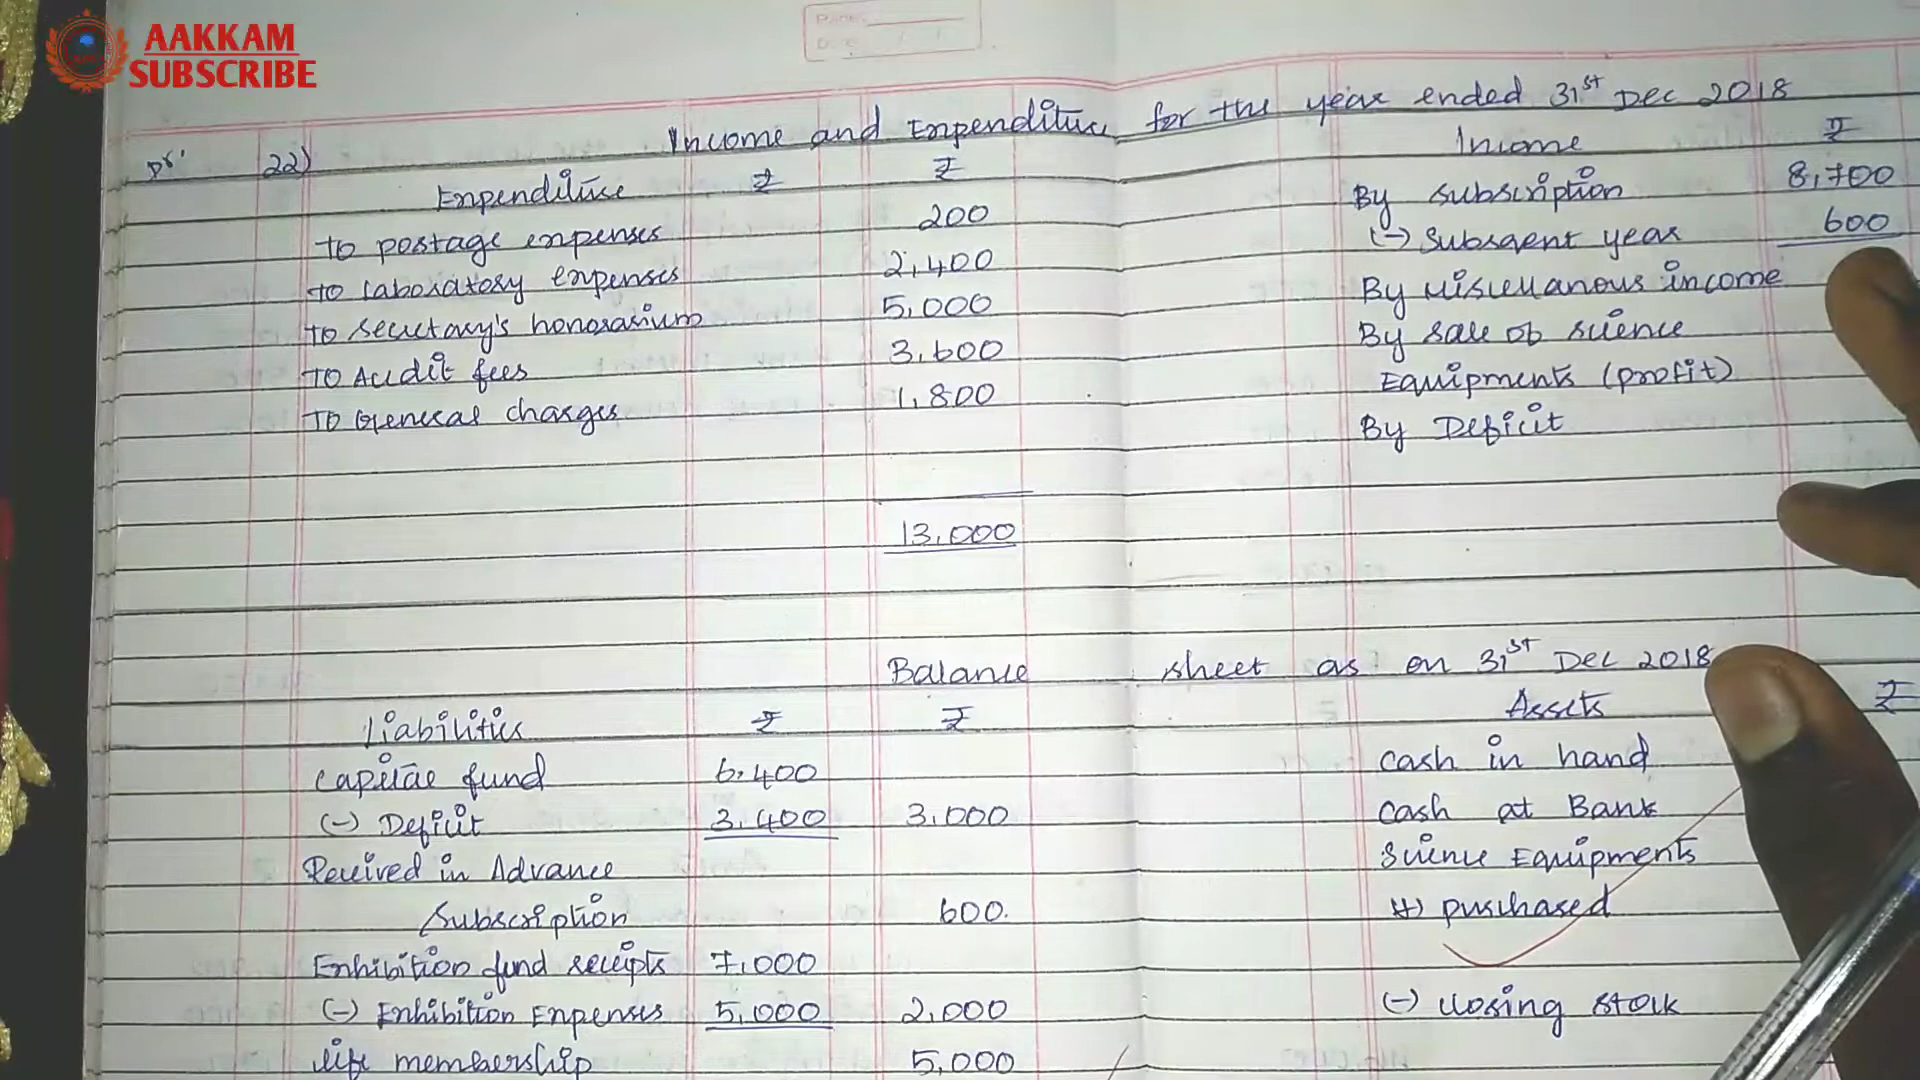 AAKKAM
SUBSCRIBE
Income and Expenditure for the year ended 31st Dec 2018
Dr. 22)
Expenditure ₹ ₹
To postage expenses 200
To Laboratory expenses 2,400
To secretary's honorarium 5,000
To Audit fees 3,600
To General charges 1,800
13,000
Income ₹
By subscription 8,700
(-) Subsqent year 600
By Miscellanous income
By sale of science
Equipments (profit)
By Deficit
Balance sheet as on 31st Dec 2018
Liabilities ₹ ₹
Capital fund 6,400
(-) Deficit 3,400 3,000
Received in Advance
Subscription 600.
Exhibition fund receipts 7,000
(-) Exhibition Expenses 5,000 2,000
life membership 5,000
Assets ₹
Cash in hand
Cash at Bank
Science Equipments
(+) purchased
(-) closing stock